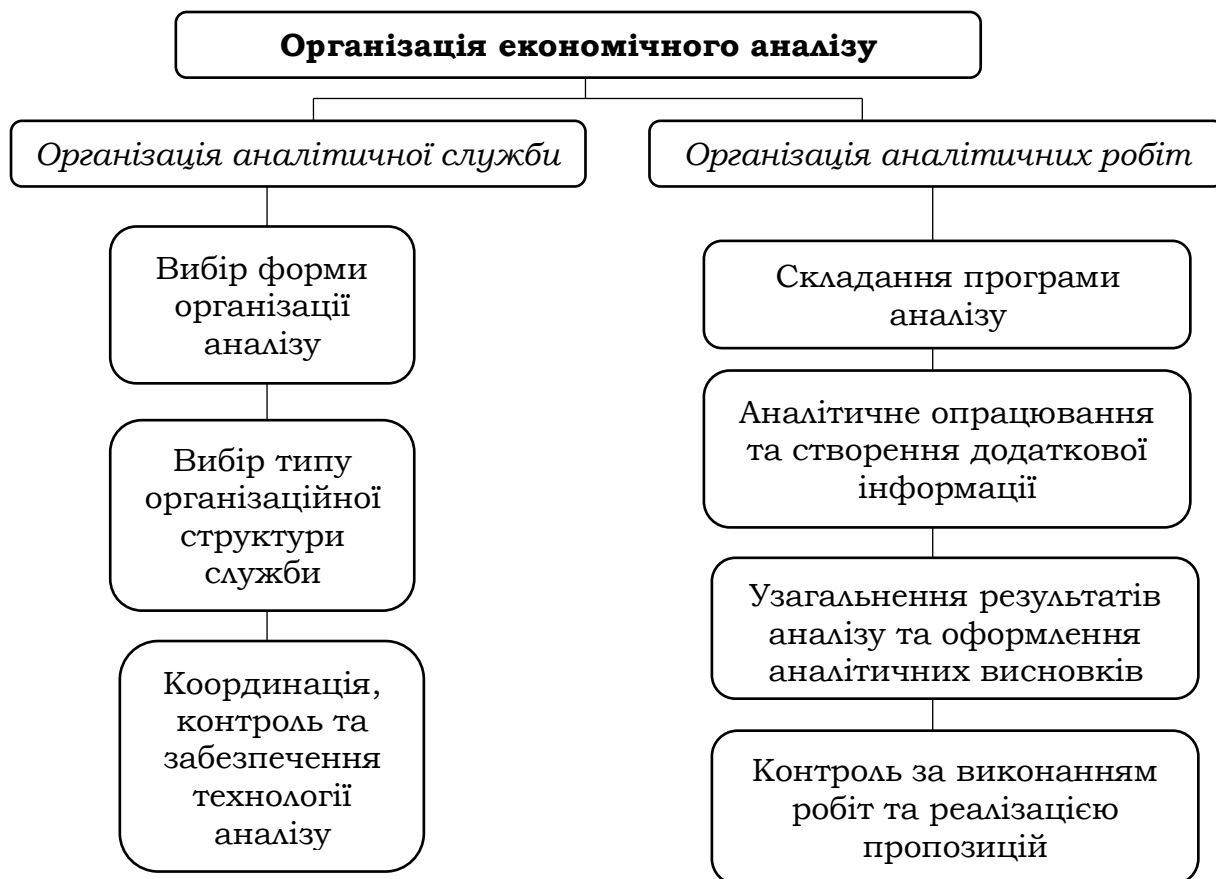 Організація економічного аналізу
Організація аналітичної служби
Організація аналітичних робіт
Вибір форми
організації
аналізу
Вибір типу
організаційної
структури
служби
Координація,
контроль та
забезпечення
технології
аналізу
Складання програми
аналізу
Аналітичне опрацювання
та створення додаткової
інформації
Узагальнення результатів
аналізу та оформлення
аналітичних висновків
Контроль за виконанням
робіт та реалізацією
пропозицій